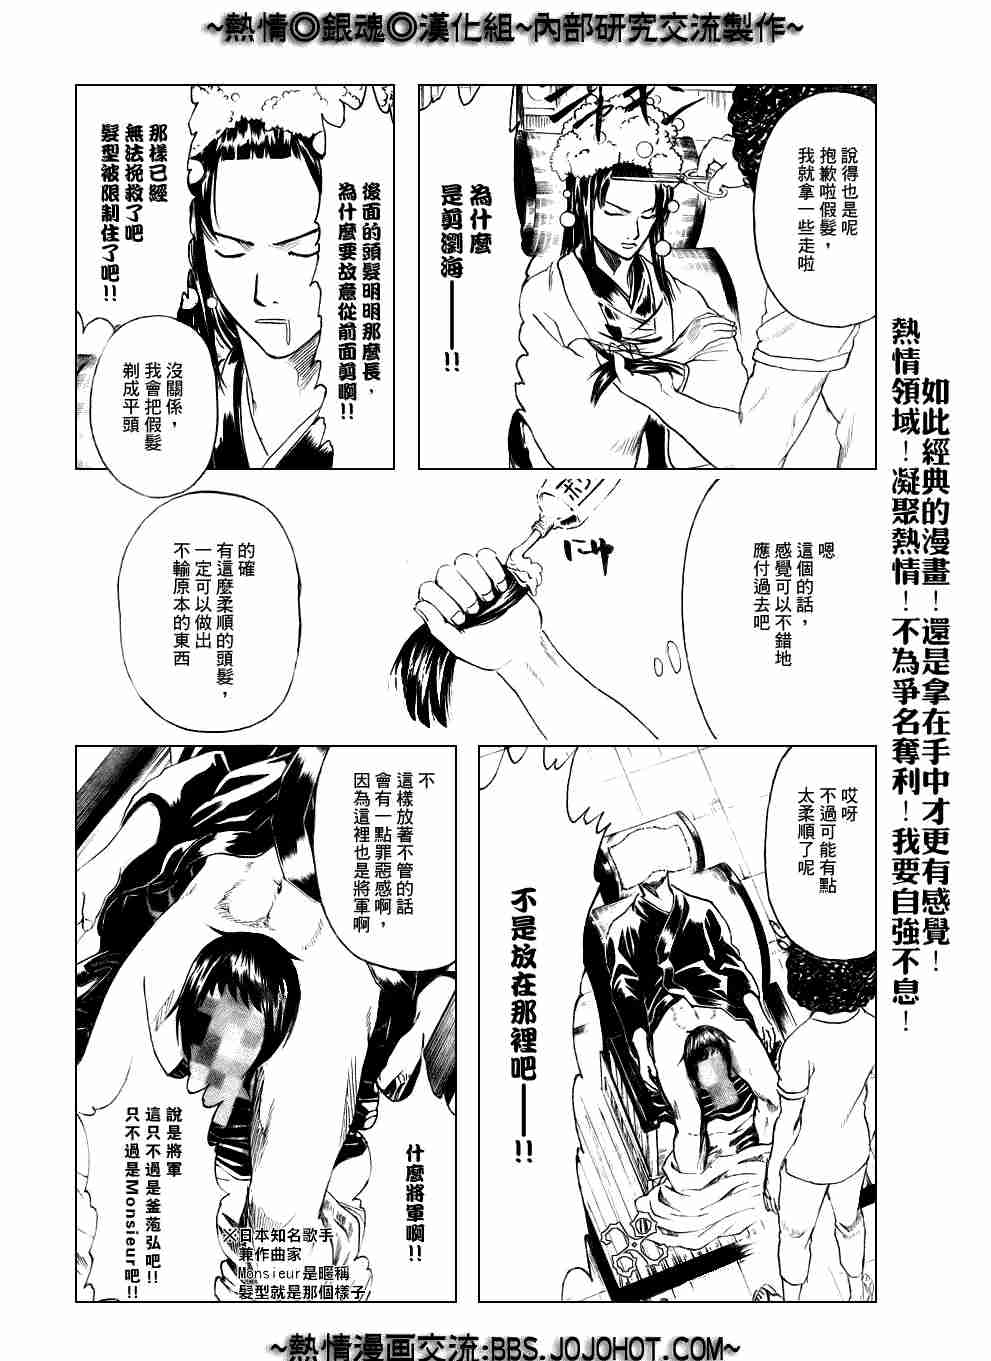 ~熱情◎銀魂◎漢化組~內部研究交流製作~
說得也是呢
抱歉啦假髮，
我就拿一些走啦
為什麼
是剪瀏海──!!
後面的頭髮明明那麼長，
為什麼要故意從前面剪啊!!
那樣已經
無法挽救了吧
髮型被限制住了吧!!
沒關係，
我會把假髮
剃成平頭
嗯
這個的話，
感覺可以不錯地
應付過去吧
にゅ
的確
有這麼柔順的頭髮，
一定可以做出
不輸原本的東西
哎呀
不過可能有點
太柔順了呢
不是放在那裡吧──!!
不
這樣放著不管的話
會有一點罪惡感啊，
因為這裡也是將軍啊
什麼將軍啊!!
說是將軍
這只不過是釜萢弘吧!!
只不過是Monsieur吧!!
※日本知名歌手
兼作曲家
Monsieur是暱稱
髮型就是那個樣子
如此經典的漫畫！還是拿在手中才更有感覺！
熱情領域！凝聚熱情！不為爭名奪利！我要自強不息！
~熱情漫画交流:BBS.JOJOHOT.COM~